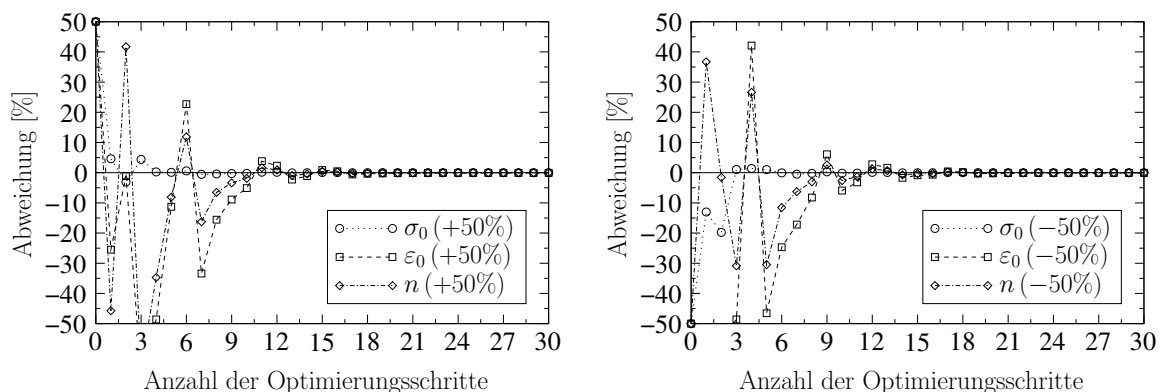 50
40
30
20
10
0
−10
−20
−30
−40
−50
Abweichung [%]
0 3 6 9 12 15 18 21 24 27 30
Anzahl der Optimierungsschritte
σ₀ (+50%)
ε₀ (+50%)
n (+50%)
50
40
30
20
10
0
−10
−20
−30
−40
−50
Abweichung [%]
0 3 6 9 12 15 18 21 24 27 30
Anzahl der Optimierungsschritte
σ₀ (−50%)
ε₀ (−50%)
n (−50%)